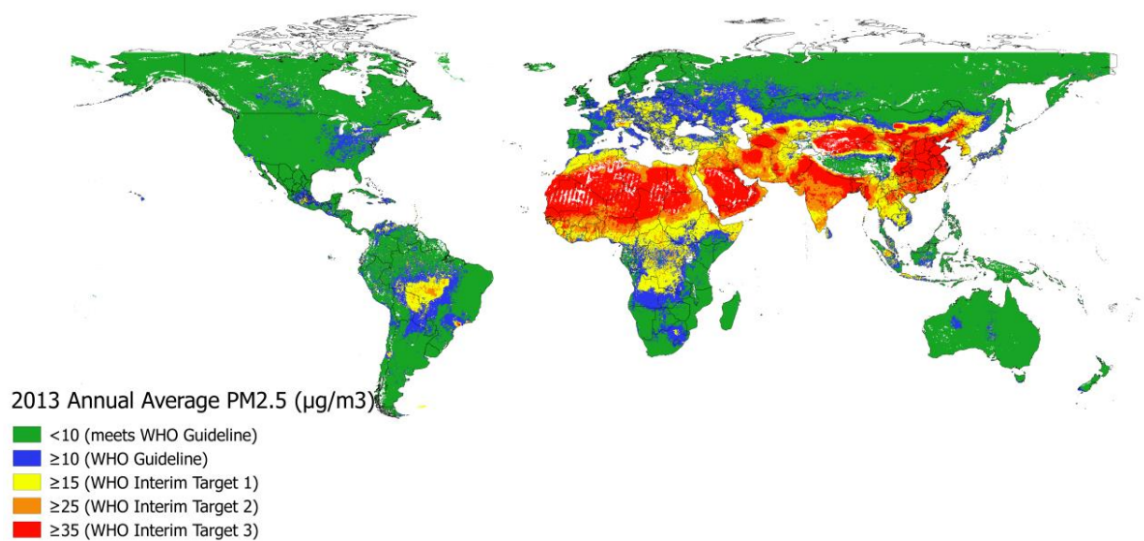 2013 Annual Average PM2.5 (µg/m3)
<10 (meets WHO Guideline)
≥10 (WHO Guideline)
≥15 (WHO Interim Target 1)
≥25 (WHO Interim Target 2)
≥35 (WHO Interim Target 3)